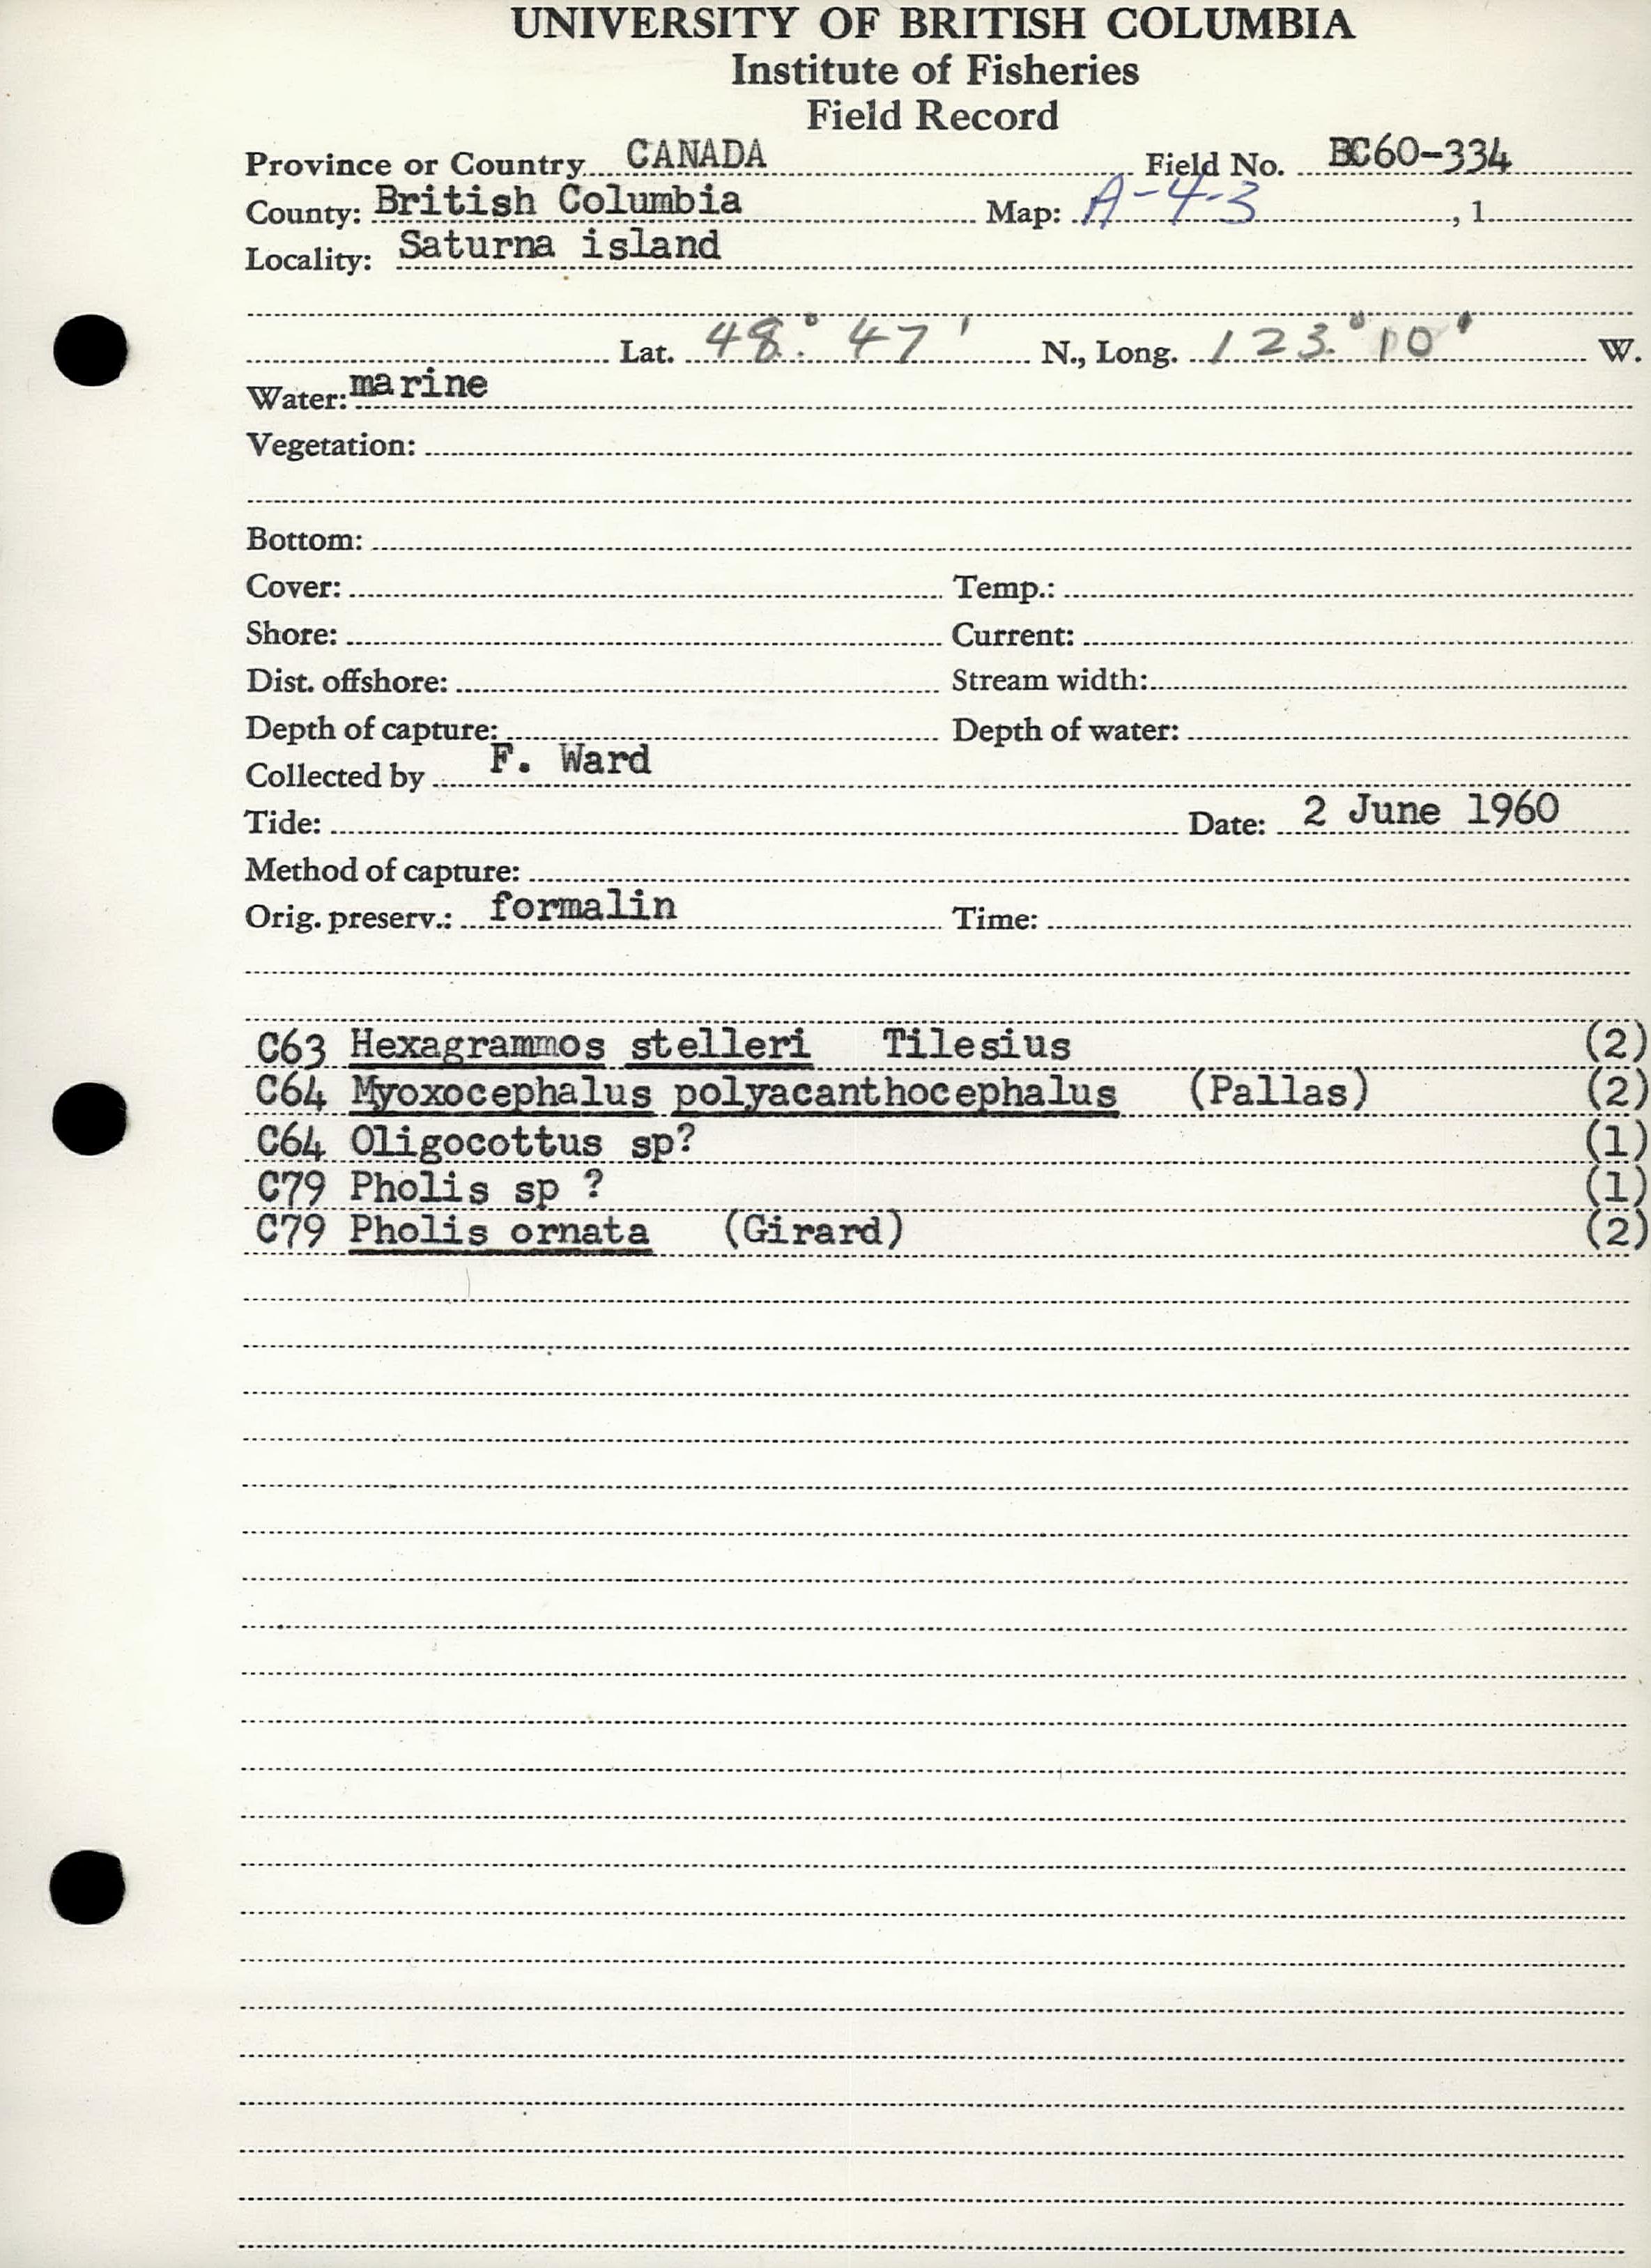 UNIVERSITY OF BRITISH COLUMBIA
Institute of Fisheries
Field Record
Province or Country CANADA Field No. BC60-334
County: British Columbia Map: A-4-3 , 1
Locality: Saturna island
Lat. 48° 47' N., Long. 123° 10' W.
Water: marine
Vegetation:
Bottom:
Cover: Temp.:
Shore: Current:
Dist. offshore: Stream width:
Depth of capture: Depth of water:
Collected by F. Ward
Tide: Date: 2 June 1960
Method of capture:
Orig. preserv.: formalin Time:
C63 Hexagrammos stelleri Tilesius (2)
C64 Myoxocephalus polyacanthocephalus (Pallas) (2)
C64 Oligocottus sp? (1)
C79 Pholis sp ? (1)
C79 Pholis ornata (Girard) (2)